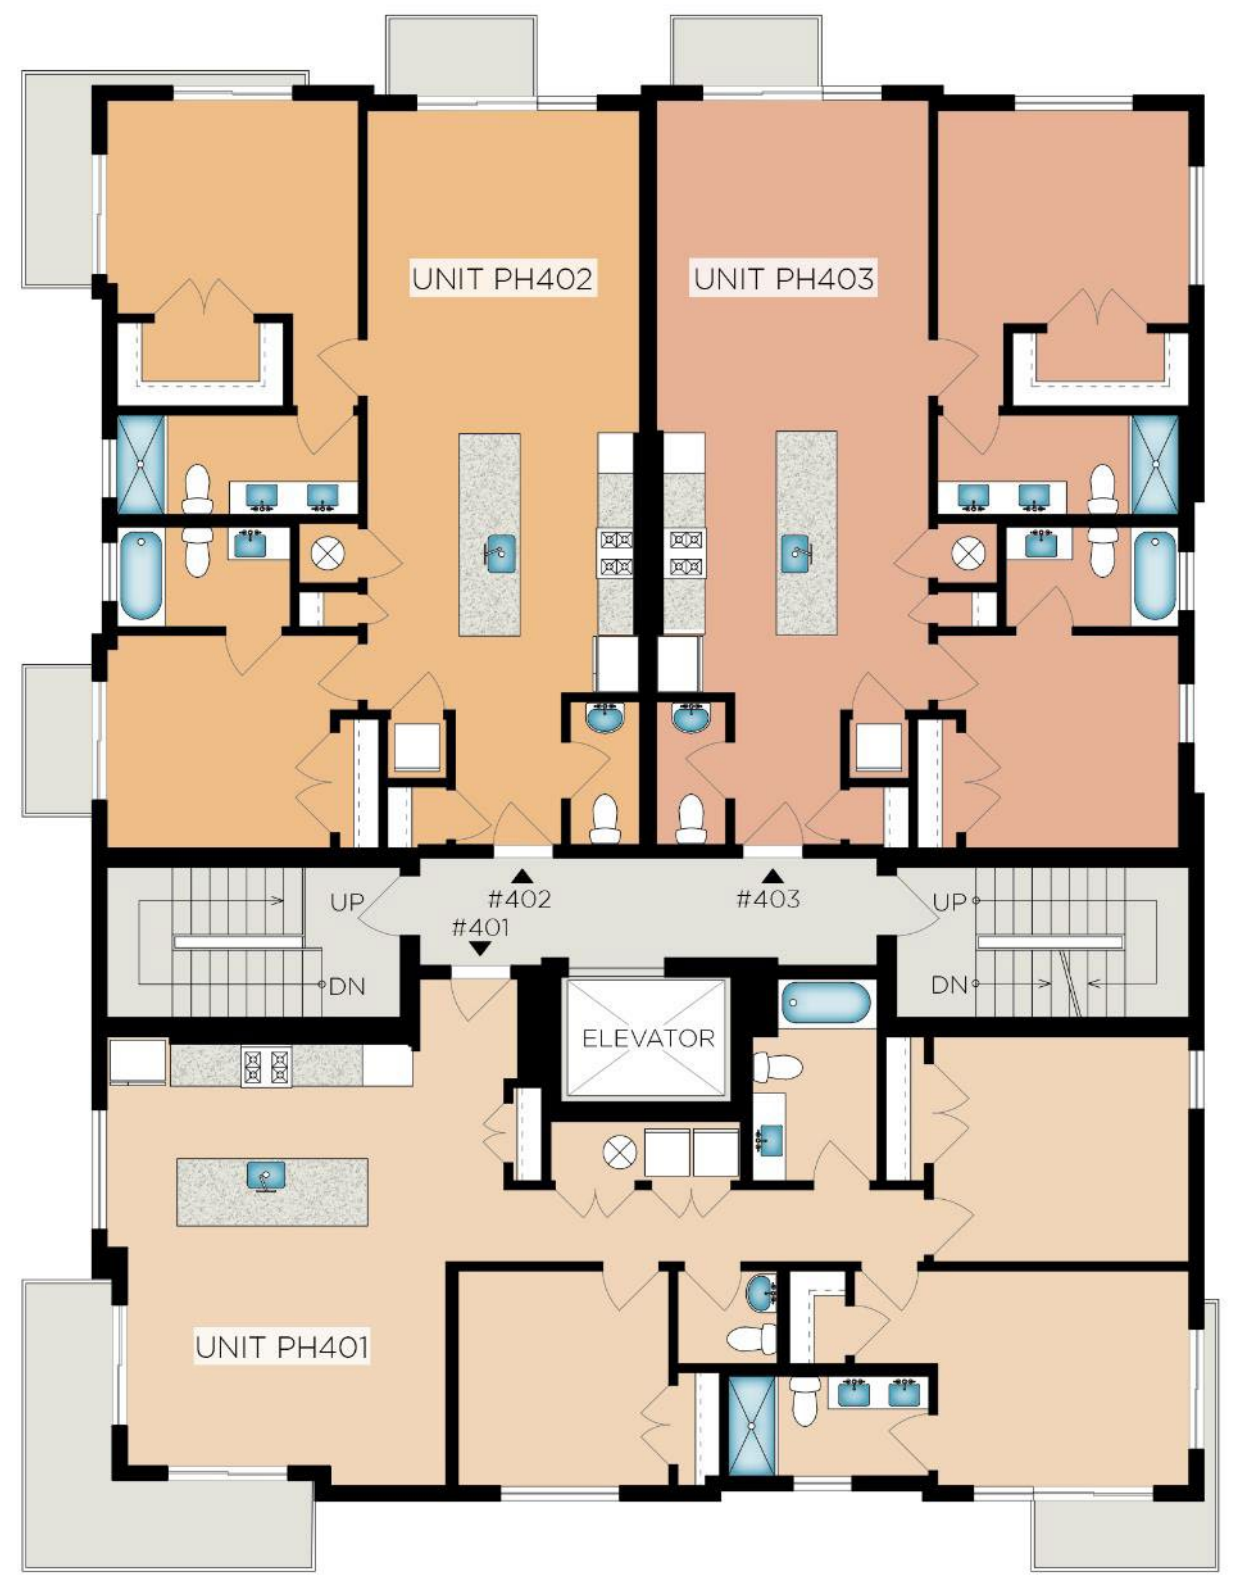 UNIT PH402
UNIT PH403
UP
#402
#403
UP
#401
DN
DN
ELEVATOR
UNIT PH401